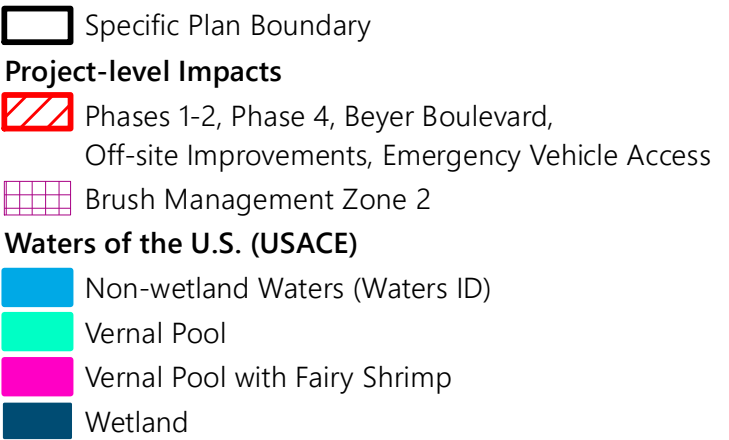 Specific Plan Boundary
Project-level Impacts
Phases 1-2, Phase 4, Beyer Boulevard,
Off-site Improvements, Emergency Vehicle Access
Brush Management Zone 2
Waters of the U.S. (USACE)
Non-wetland Waters (Waters ID)
Vernal Pool
Vernal Pool with Fairy Shrimp
Wetland